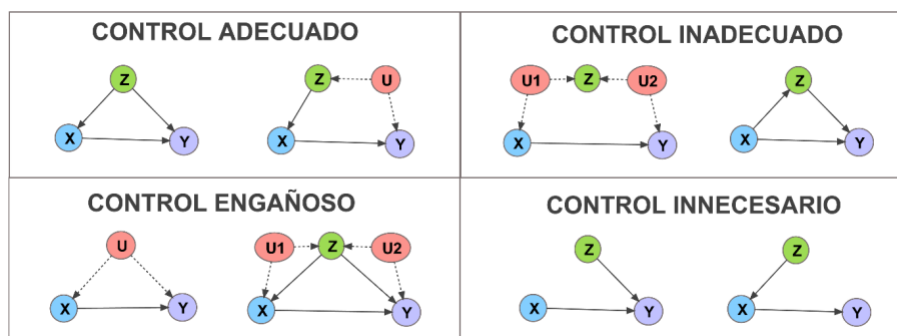 CONTROL ADECUADO
Z
X
Y
Z
U
X
Y
CONTROL INADECUADO
U1
Z
U2
X
Y
Z
X
Y
CONTROL ENGAÑOSO
U
X
Y
U1
Z
U2
X
Y
CONTROL INNECESARIO
Z
X
Y
Z
X
Y